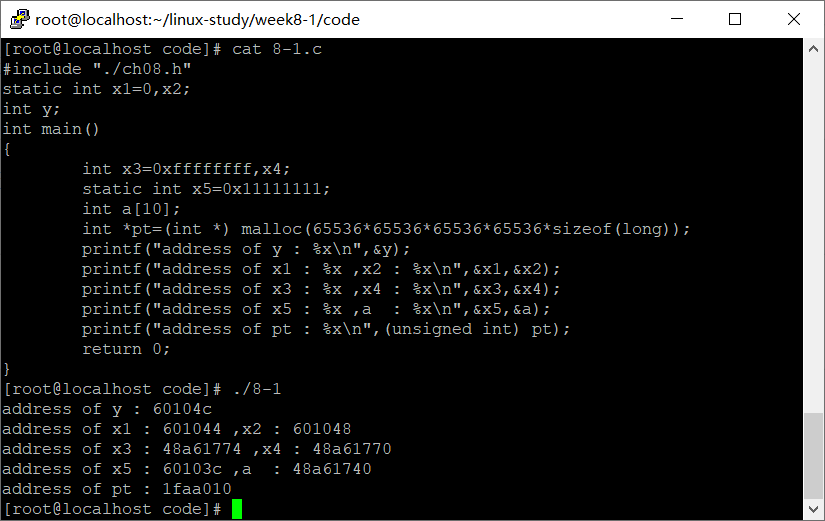 root@localhost:~/linux-study/week8-1/code
[root@localhost code]# cat 8-1.c
#include "./ch08.h"
static int x1=0,x2;
int y;
int main()
{
        int x3=0xffffffff,x4;
        static int x5=0x11111111;
        int a[10];
        int *pt=(int *) malloc(65536*65536*65536*65536*sizeof(long));
        printf("address of y : %x\n",&y);
        printf("address of x1 : %x ,x2 : %x\n",&x1,&x2);
        printf("address of x3 : %x ,x4 : %x\n",&x3,&x4);
        printf("address of x5 : %x ,a  : %x\n",&x5,&a);
        printf("address of pt : %x\n",(unsigned int) pt);
        return 0;
}
[root@localhost code]# ./8-1
address of y : 60104c
address of x1 : 601044 ,x2 : 601048
address of x3 : 48a61774 ,x4 : 48a61770
address of x5 : 60103c ,a  : 48a61740
address of pt : 1faa010
[root@localhost code]#